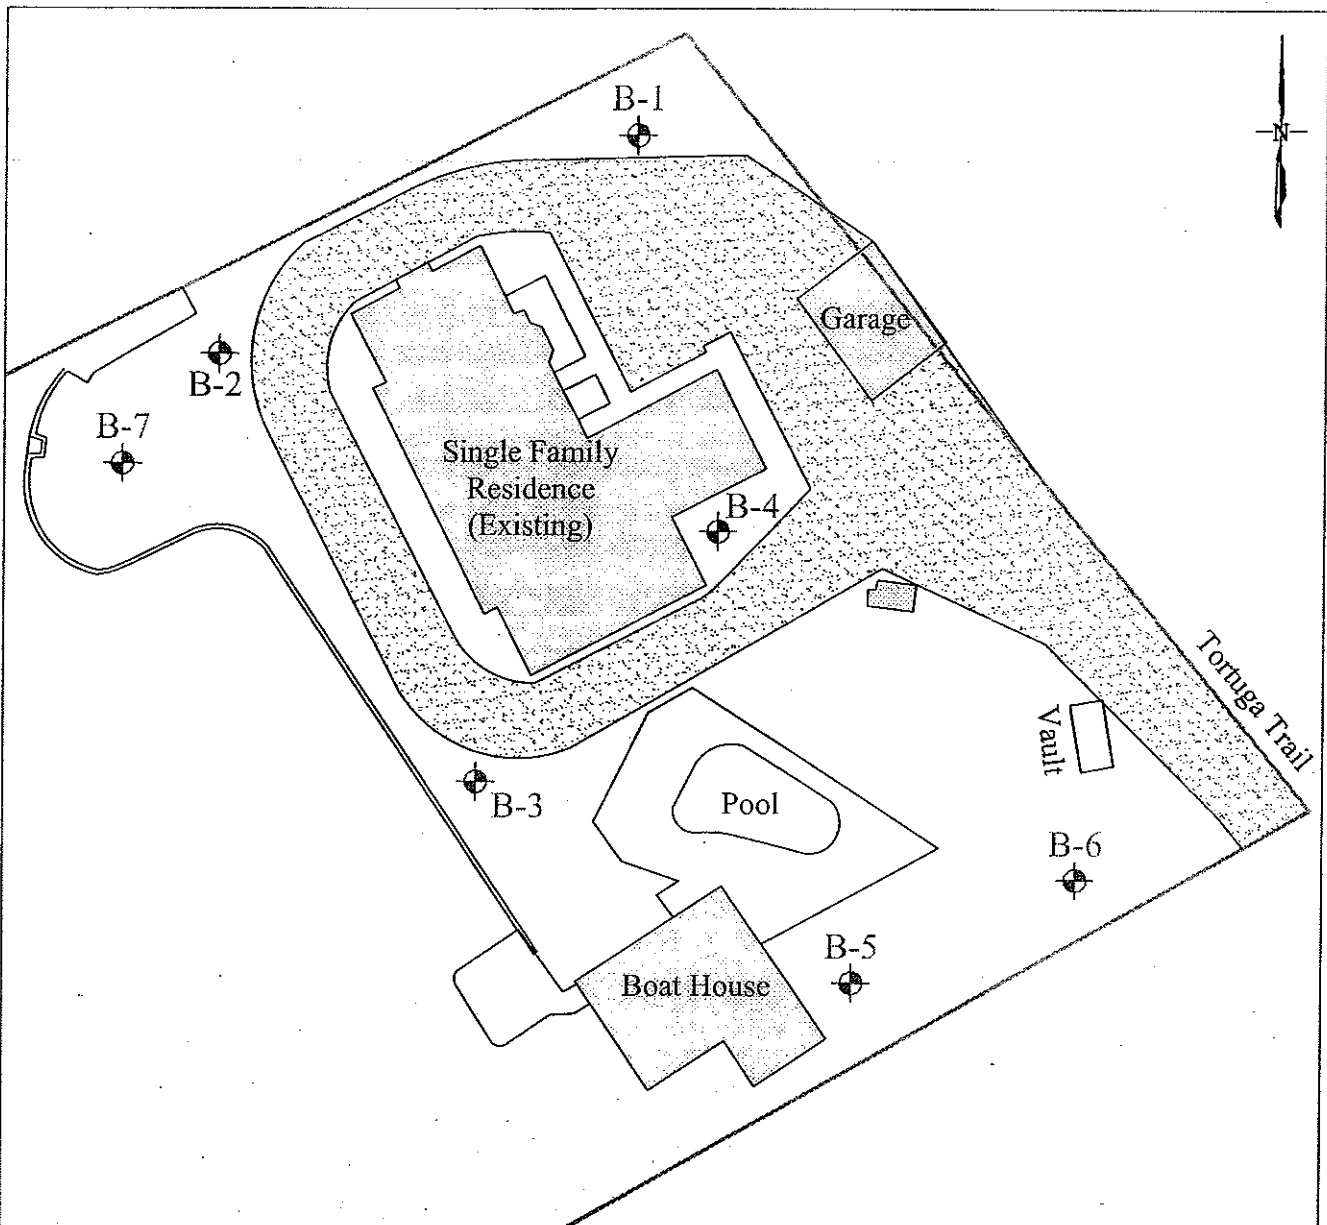 B-1
N
Garage
B-2
B-7
Single Family
Residence
(Existing)
B-4
Tortuga Trail
Vault
Pool
B-3
B-6
B-5
Boat House